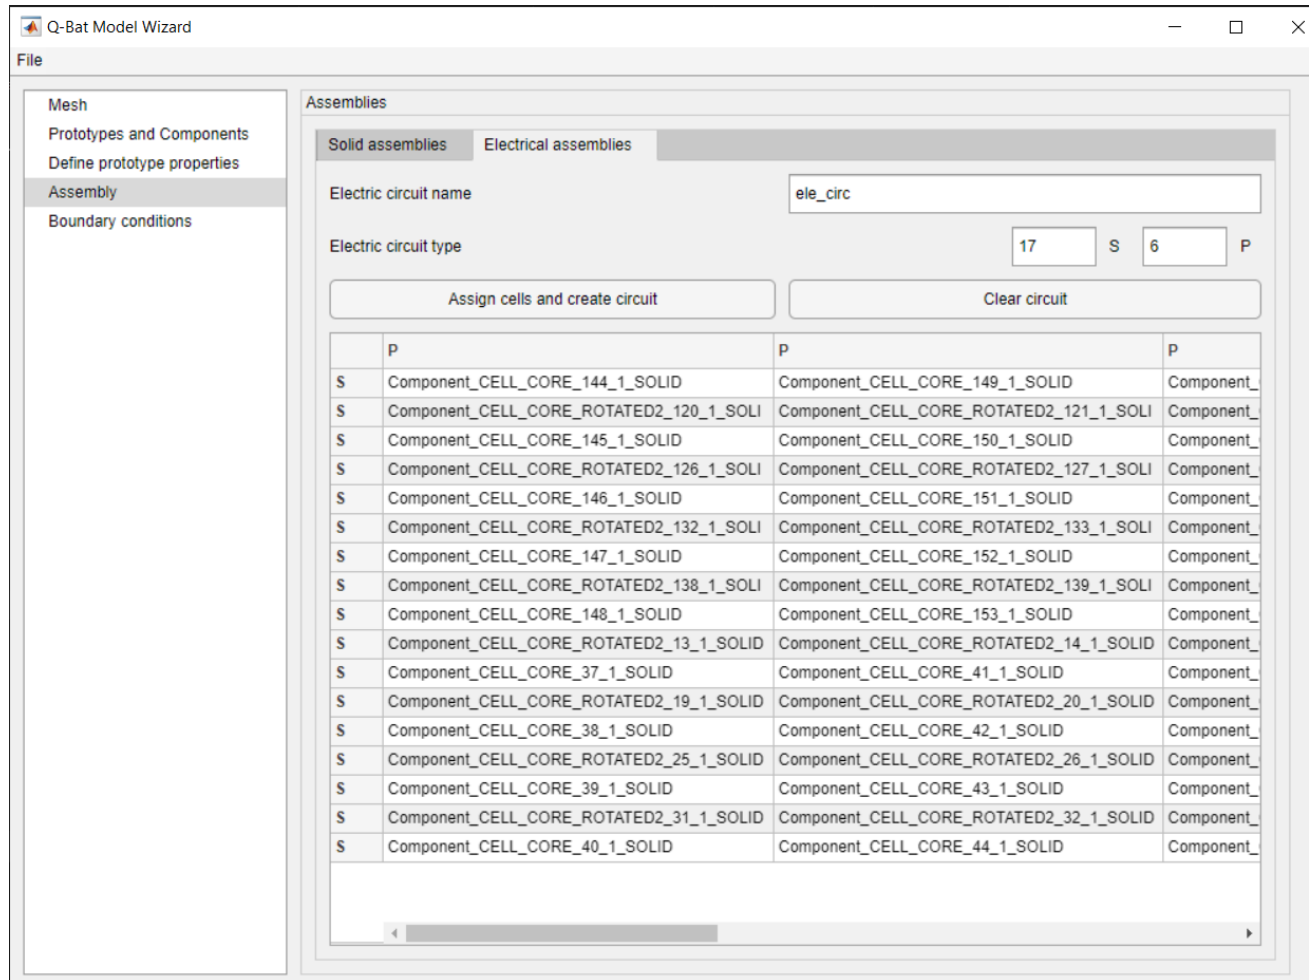 Q-Bat Model Wizard
File
Mesh
Prototypes and Components
Define prototype properties
Assembly
Boundary conditions
Assemblies
Solid assemblies Electrical assemblies
Electric circuit name ele_circ
Electric circuit type 17 S 6 P
Assign cells and create circuit Clear circuit
P P P
S Component_CELL_CORE_144_1_SOLID Component_CELL_CORE_149_1_SOLID Component_
S Component_CELL_CORE_ROTATED2_120_1_SOLI Component_CELL_CORE_ROTATED2_121_1_SOLI Component_
S Component_CELL_CORE_145_1_SOLID Component_CELL_CORE_150_1_SOLID Component_
S Component_CELL_CORE_ROTATED2_126_1_SOLI Component_CELL_CORE_ROTATED2_127_1_SOLI Component_
S Component_CELL_CORE_146_1_SOLID Component_CELL_CORE_151_1_SOLID Component_
S Component_CELL_CORE_ROTATED2_132_1_SOLI Component_CELL_CORE_ROTATED2_133_1_SOLI Component_
S Component_CELL_CORE_147_1_SOLID Component_CELL_CORE_152_1_SOLID Component_
S Component_CELL_CORE_ROTATED2_138_1_SOLI Component_CELL_CORE_ROTATED2_139_1_SOLI Component_
S Component_CELL_CORE_148_1_SOLID Component_CELL_CORE_153_1_SOLID Component_
S Component_CELL_CORE_ROTATED2_13_1_SOLID Component_CELL_CORE_ROTATED2_14_1_SOLID Component_
S Component_CELL_CORE_37_1_SOLID Component_CELL_CORE_41_1_SOLID Component_
S Component_CELL_CORE_ROTATED2_19_1_SOLID Component_CELL_CORE_ROTATED2_20_1_SOLID Component_
S Component_CELL_CORE_38_1_SOLID Component_CELL_CORE_42_1_SOLID Component_
S Component_CELL_CORE_ROTATED2_25_1_SOLID Component_CELL_CORE_ROTATED2_26_1_SOLID Component_
S Component_CELL_CORE_39_1_SOLID Component_CELL_CORE_43_1_SOLID Component_
S Component_CELL_CORE_ROTATED2_31_1_SOLID Component_CELL_CORE_ROTATED2_32_1_SOLID Component_
S Component_CELL_CORE_40_1_SOLID Component_CELL_CORE_44_1_SOLID Component_